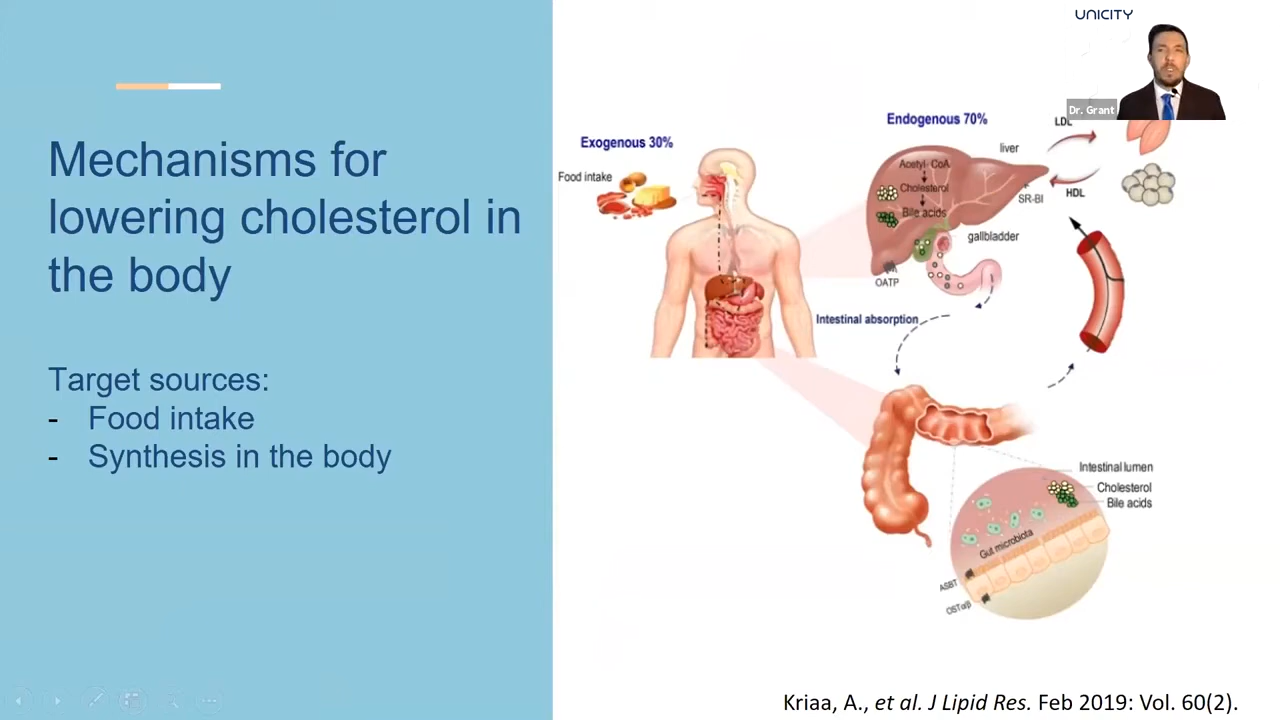 UNICITY
Dr. Grant
Mechanisms for
lowering cholesterol in
the body
Target sources:
- Food intake
- Synthesis in the body
Exogenous 30%
Food intake
Endogenous 70%
liver
LDL
HDL
SR-BI
Acetyl-CoA
Cholesterol
Bile acids
gallbladder
OATP
Intestinal absorption
Intestinal lumen
Cholesterol
Bile acids
Gut microbiota
ASBT
OSTα/β
Kriaa, A., et al. J Lipid Res. Feb 2019: Vol. 60(2).